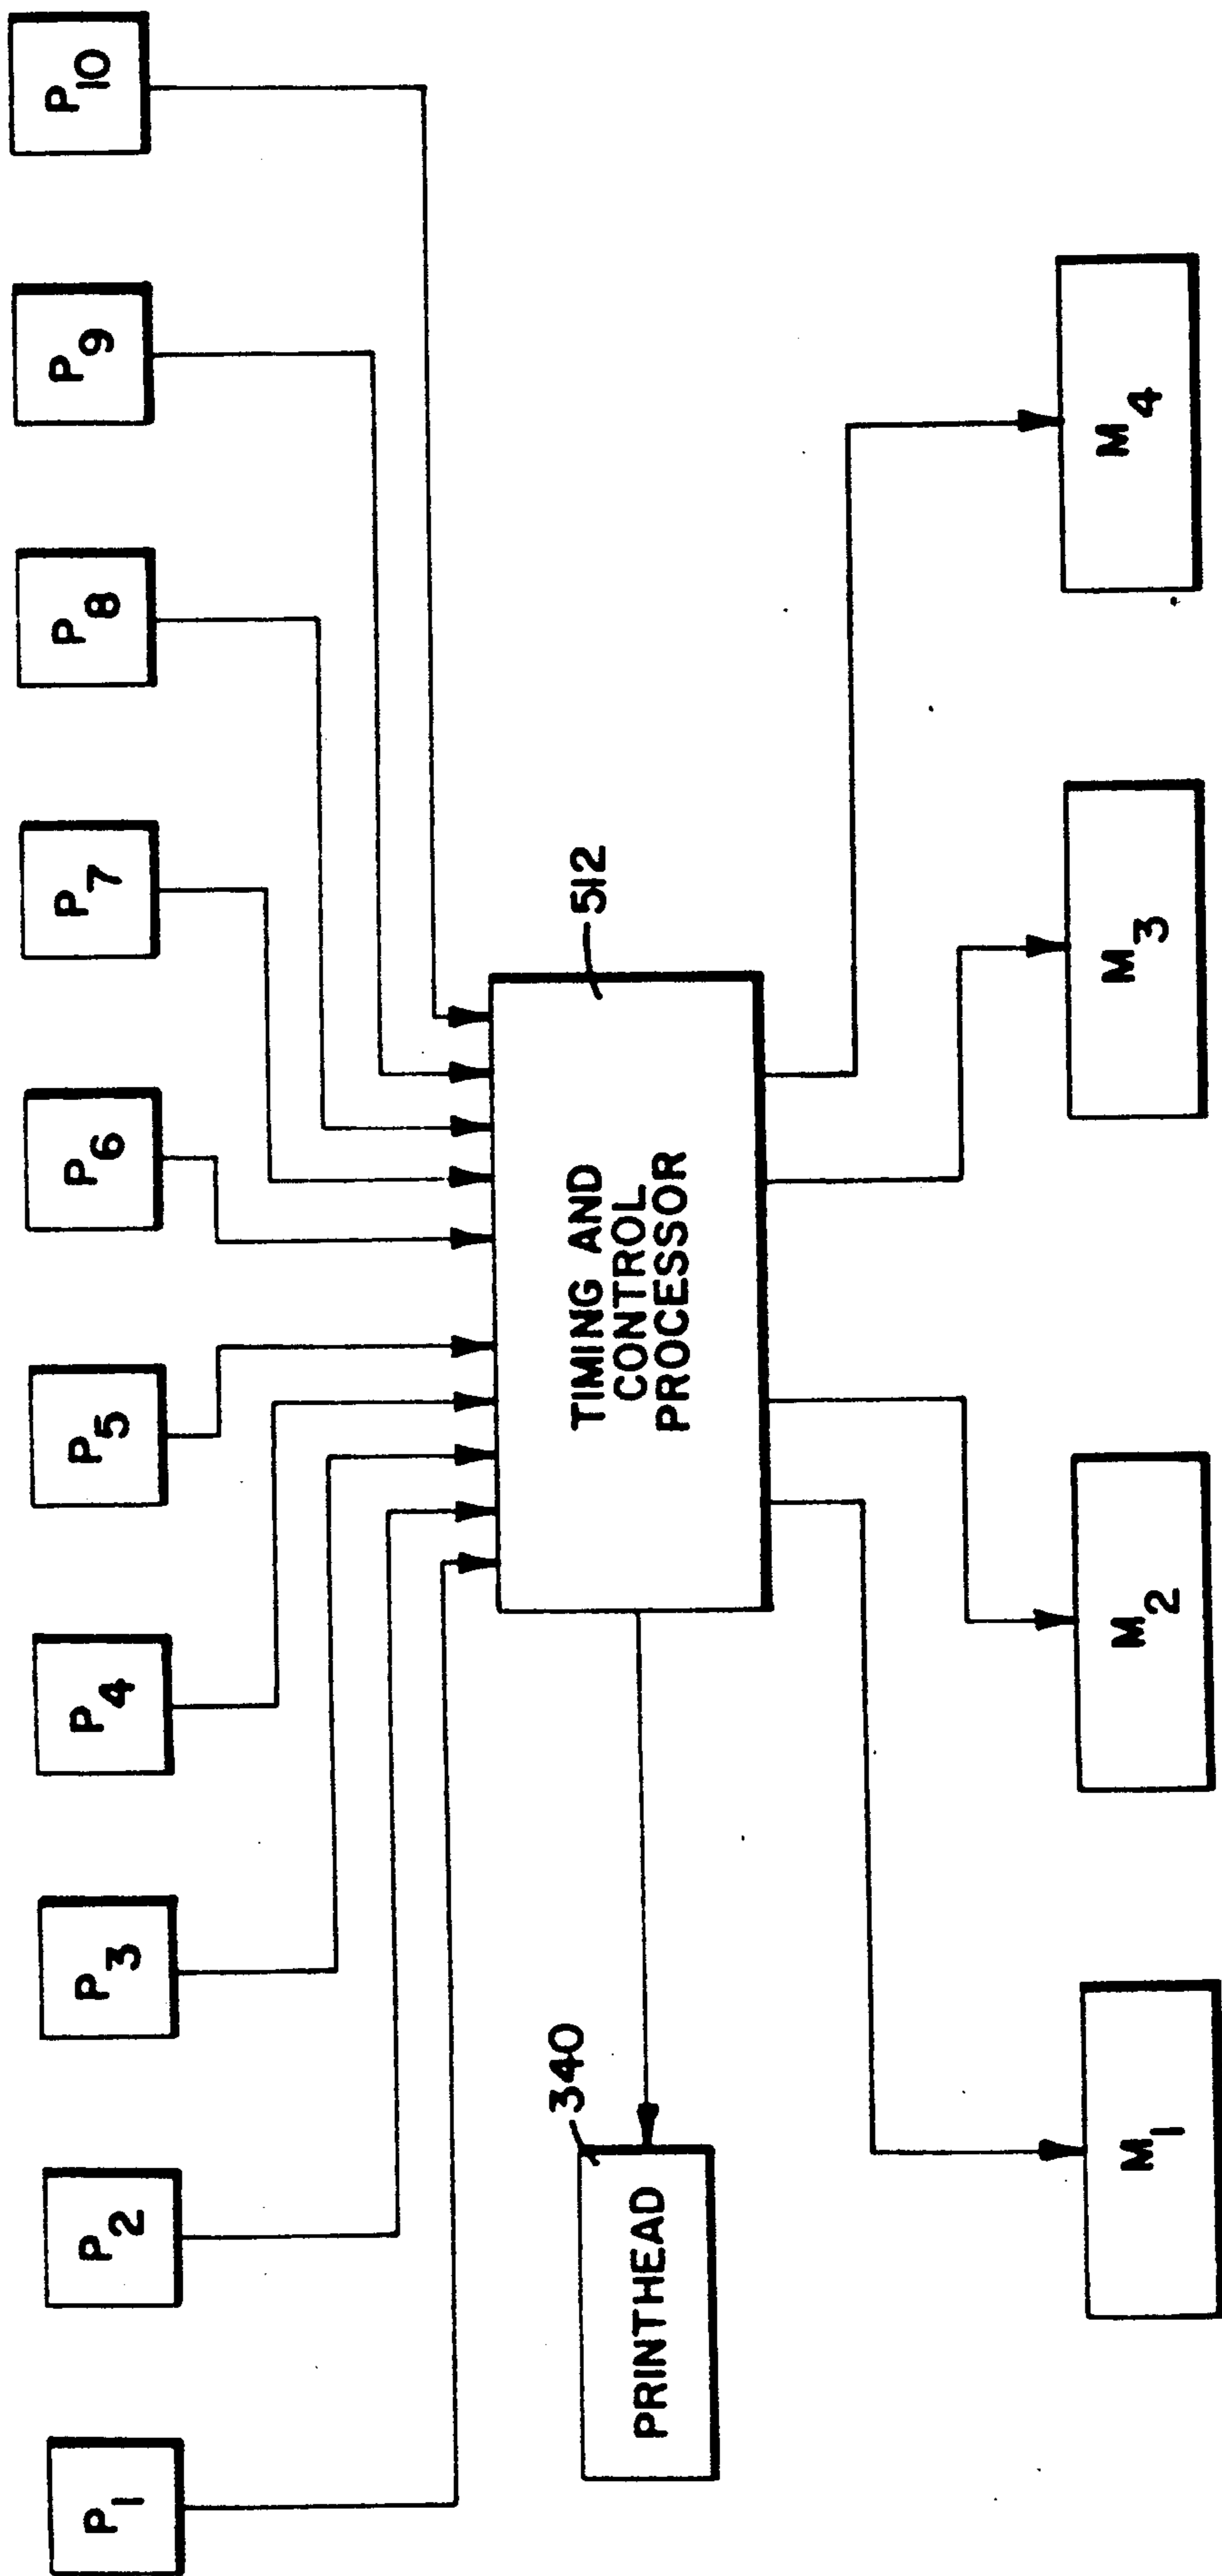 P1
P2
P3
P4
P5
P6
P7
P8
P9
P10
512
TIMING AND
CONTROL
PROCESSOR
340
PRINTHEAD
M1
M2
M3
M4